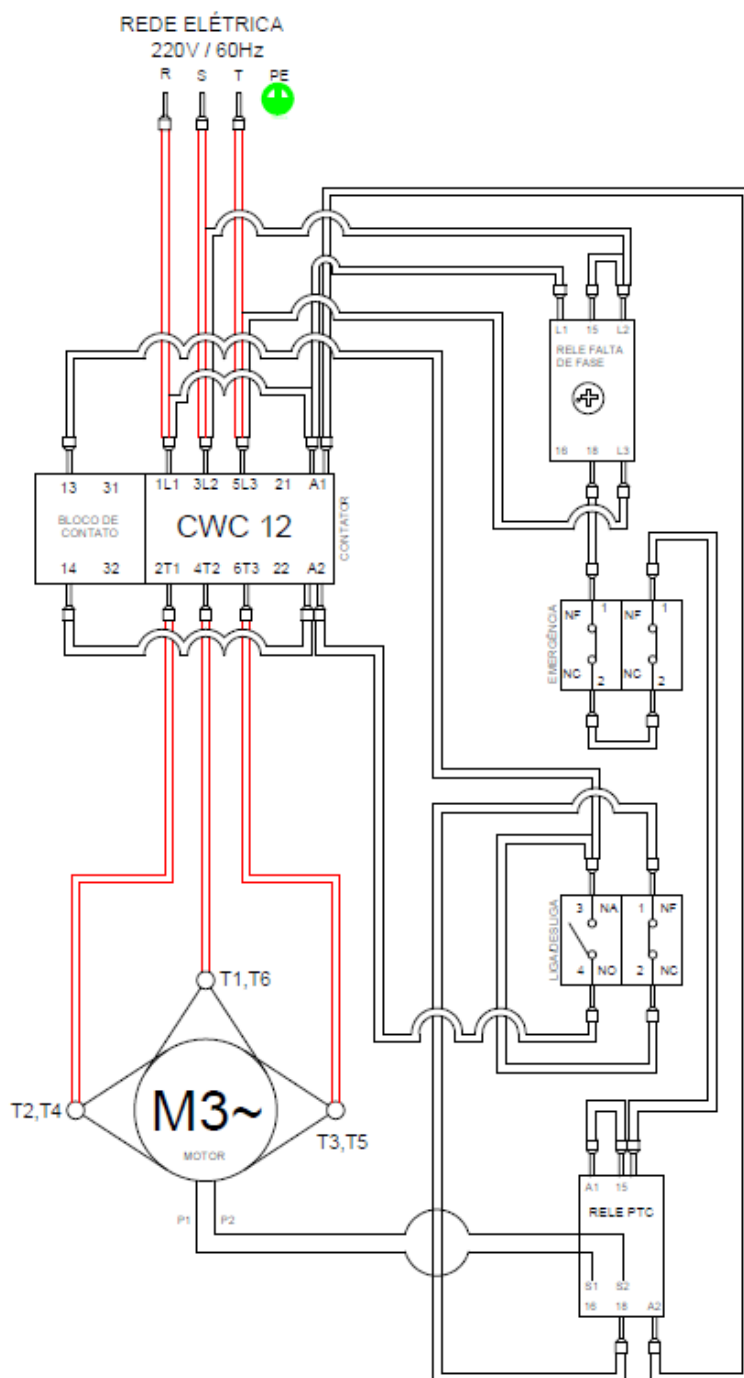 REDE ELÉTRICA
220V / 60Hz
R S T PE
L1 15 L2
RELE FALTA
DE FASE
16 18 L3
13 31 1L1 3L2 5L3 21 A1
BLOCO DE
CONTATO
CWC 12
CONTATOR
14 32 2T1 4T2 6T3 22 A2
EMERGÊNCIA
NF 1 1
NC 2 2
LIGA/DESLIGA
3 NA 1 NF
4 NO 2 NC
T1,T6
T2,T4
M3~
MOTOR
T3,T5
P1 P2
A1 15
RELE PTC
S1 S2
16 18 A2